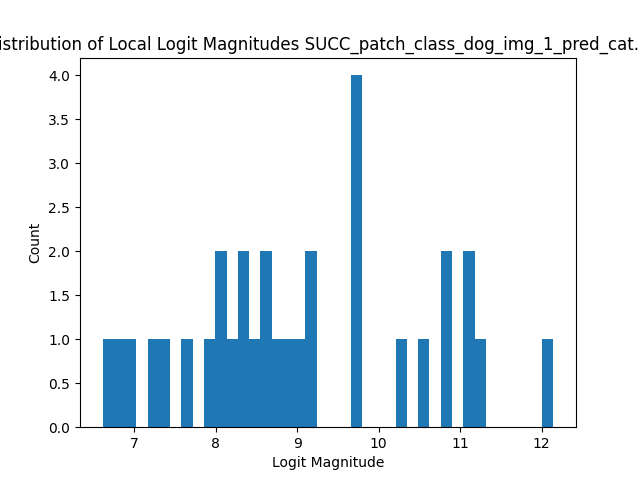 istribution of Local Logit Magnitudes SUCC_patch_class_dog_img_1_pred_cat.
4.0
3.5
3.0
2.5
2.0
1.5
1.0
0.5
0.0
Count
7 8 9 10 11 12
Logit Magnitude